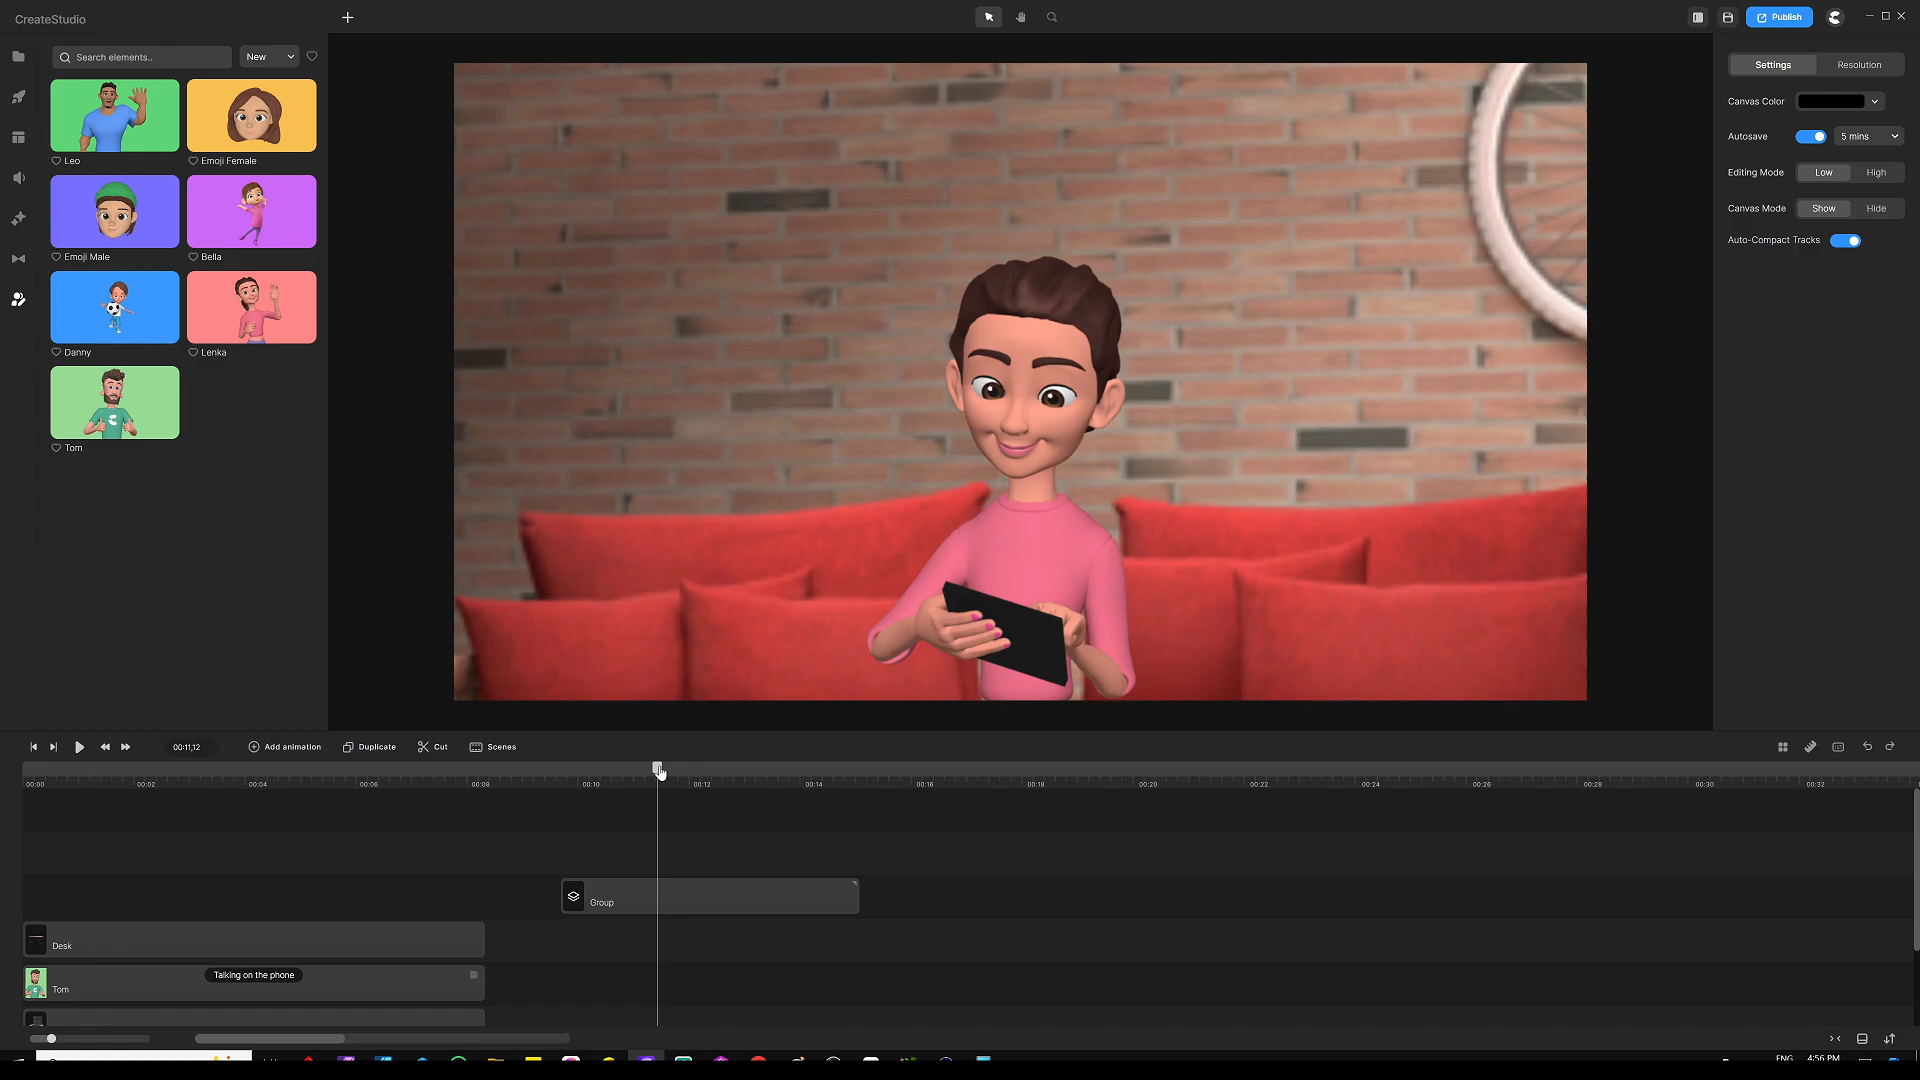 CreateStudio
Publish
Search elements..
New
Leo
Emoji Female
Emoji Male
Bella
Danny
Lenka
Tom
Settings
Resolution
Canvas Color
Autosave
5 mins
Editing Mode
Low
High
Canvas Mode
Show
Hide
Auto-Compact Tracks
00:11,12
Add animation
Duplicate
Cut
Scenes
00:00
00:02
00:04
00:06
00:08
00:10
00:12
00:14
00:16
00:18
00:20
00:22
00:24
00:26
00:28
00:30
00:32
Group
Desk
Talking on the phone
Tom
ENG
4:56 PM